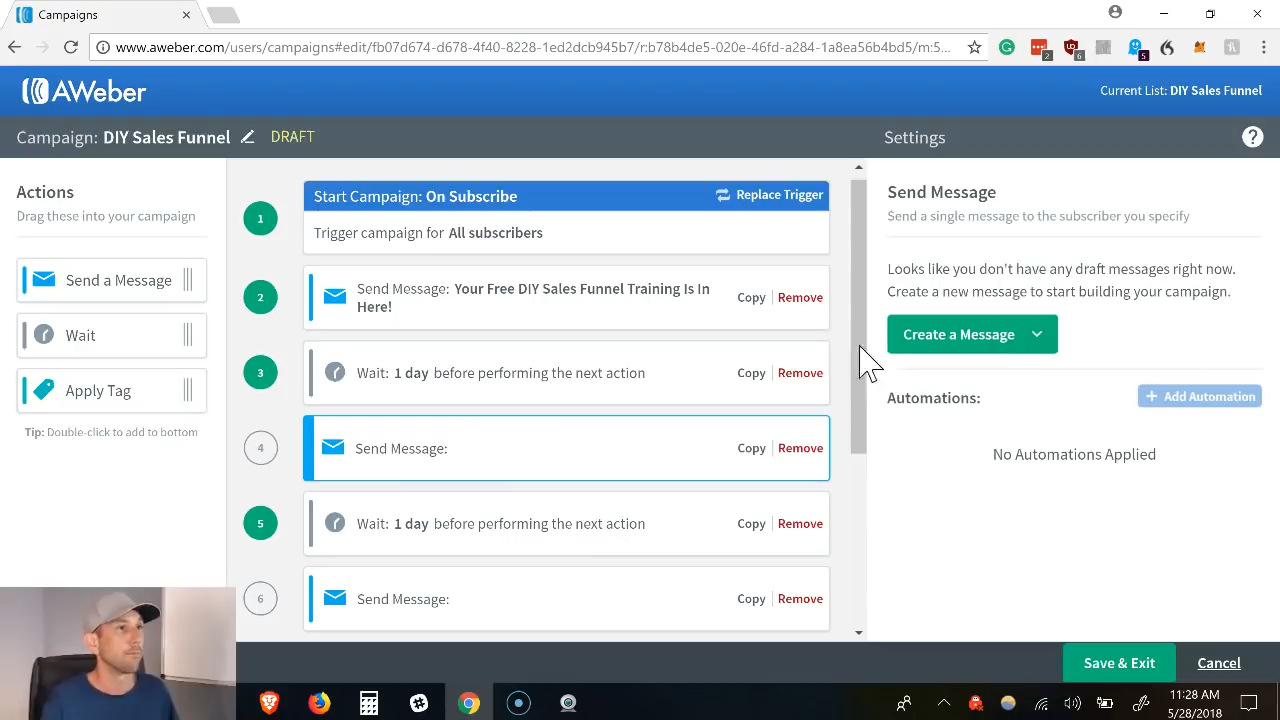 Campaigns
www.aweber.com/users/campaigns#edit/fb07d674-d678-4f40-8228-1ed2dcb945b7/r:b78b4de5-020e-46fd-a284-1a8ea56b4bd5/m:5...
2
6
5
AWeber
Current List: DIY Sales Funnel
Campaign: DIY Sales Funnel
DRAFT
Settings
?
Actions
Drag these into your campaign
Send a Message
Wait
Apply Tag
Tip: Double-click to add to bottom
1
Start Campaign: On Subscribe
Replace Trigger
Trigger campaign for All subscribers
2
Send Message: Your Free DIY Sales Funnel Training Is In
Here!
Copy | Remove
3
Wait: 1 day before performing the next action
Copy | Remove
4
Send Message:
Copy | Remove
5
Wait: 1 day before performing the next action
Copy | Remove
6
Send Message:
Copy | Remove
Send Message
Send a single message to the subscriber you specify
Looks like you don't have any draft messages right now.
Create a new message to start building your campaign.
Create a Message
Automations:
+ Add Automation
No Automations Applied
Save & Exit
Cancel
11:28 AM
5/28/2018